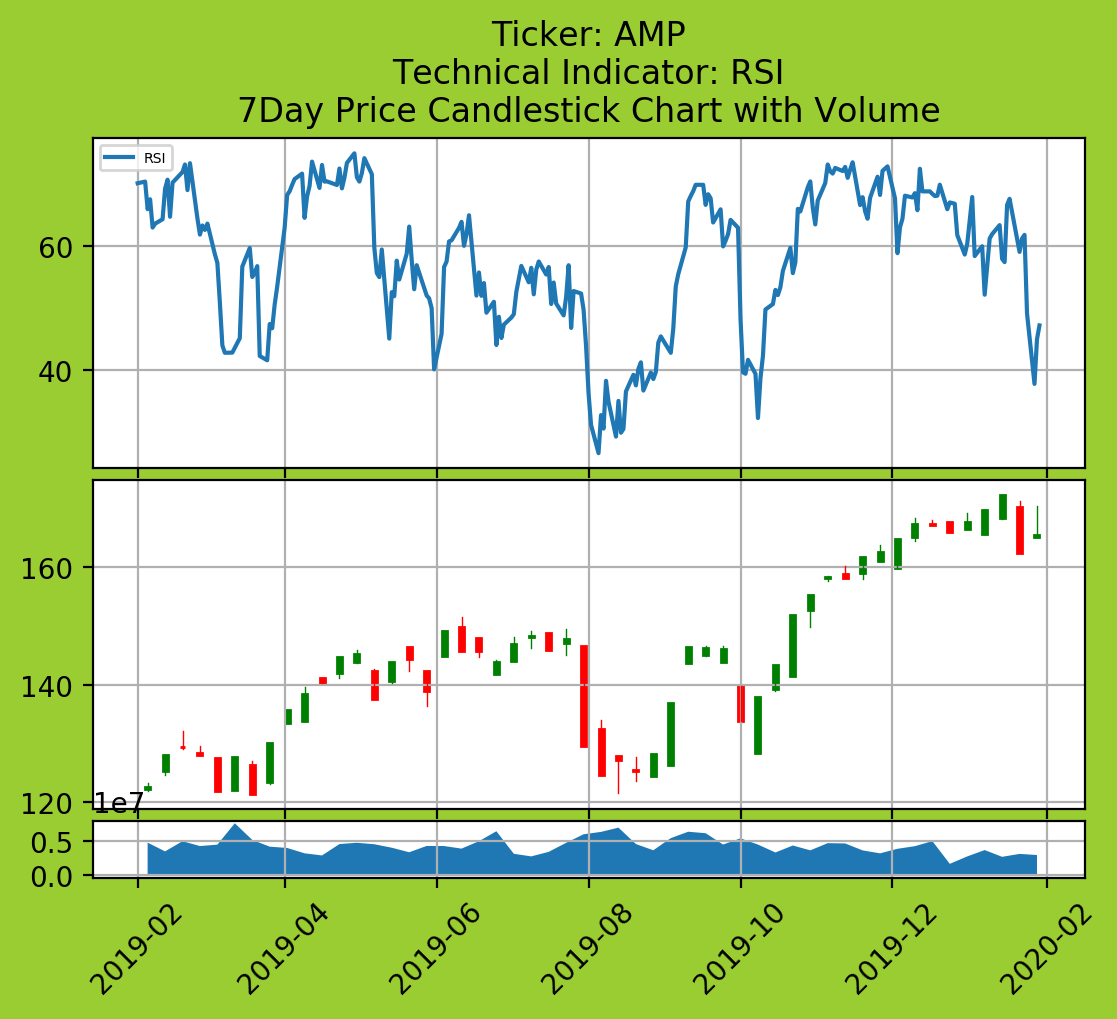 Ticker: AMP
Technical Indicator: RSI
7Day Price Candlestick Chart with Volume
RSI
60
40
160
140
120
1e7
0.5
0.0
2019-02
2019-04
2019-06
2019-08
2019-10
2019-12
2020-02